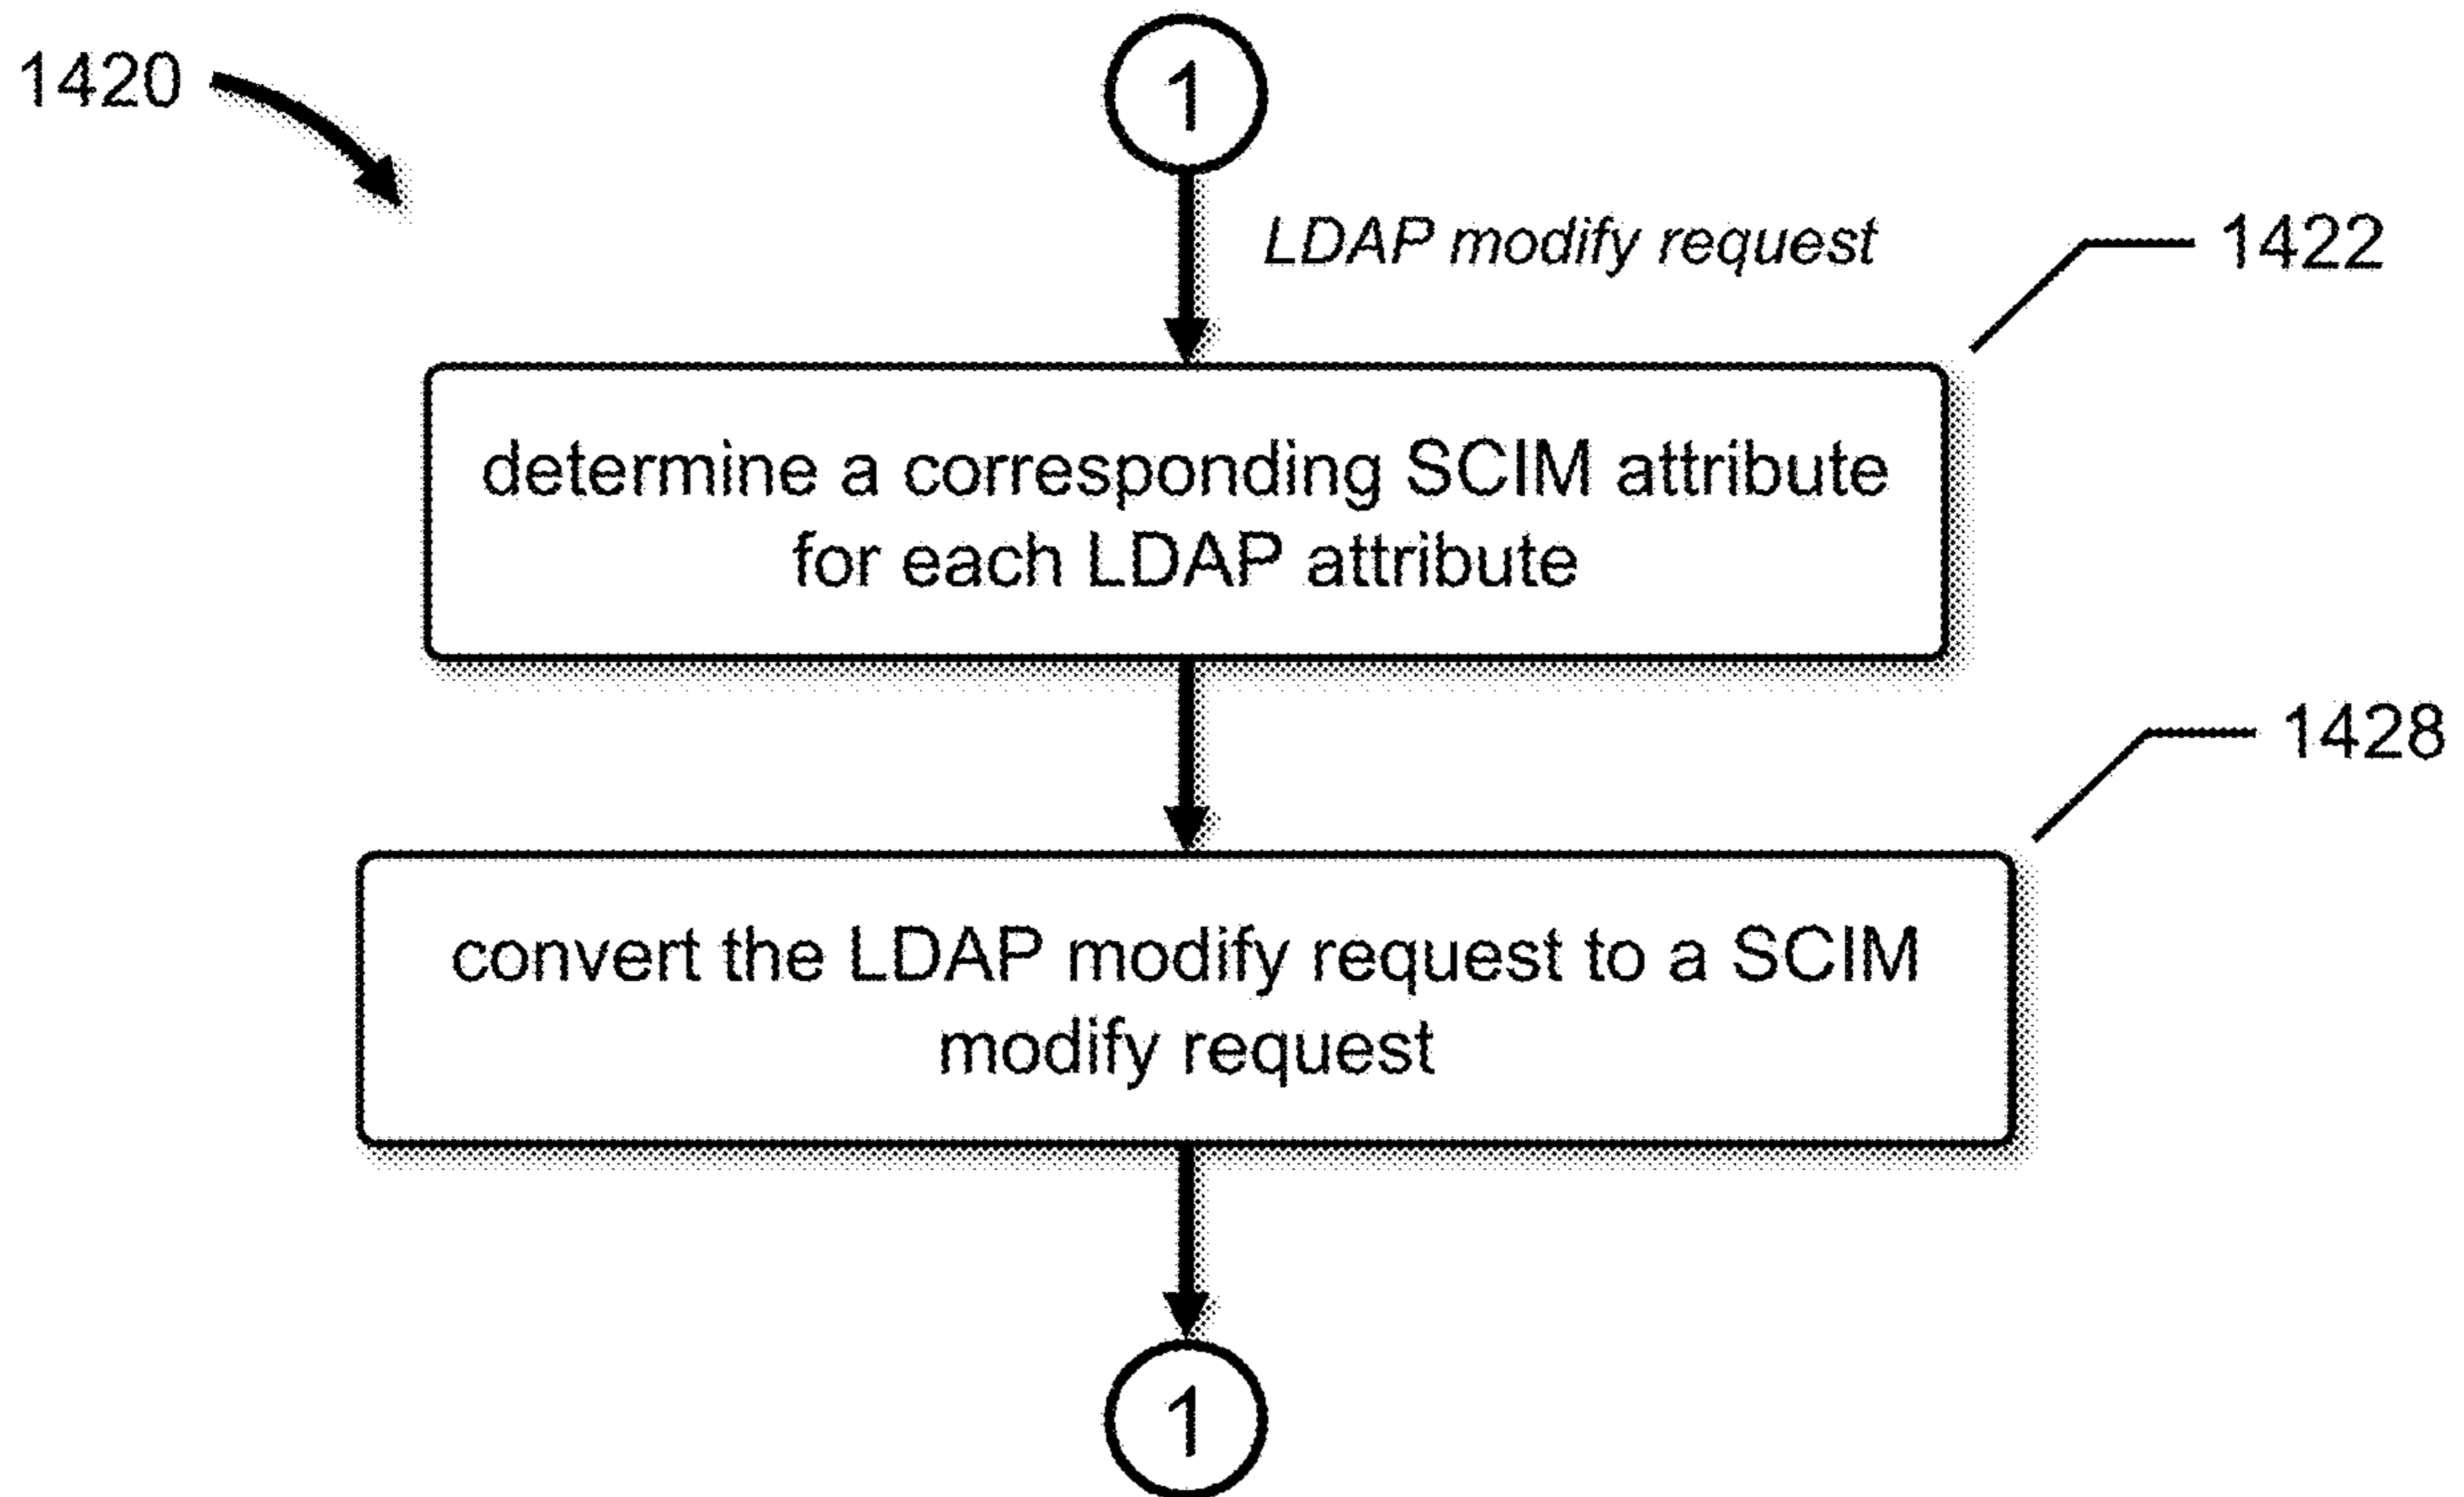 1420
1
LDAP modify request
1422
determine a corresponding SCIM attribute
for each LDAP attribute
1428
convert the LDAP modify request to a SCIM
modify request
1